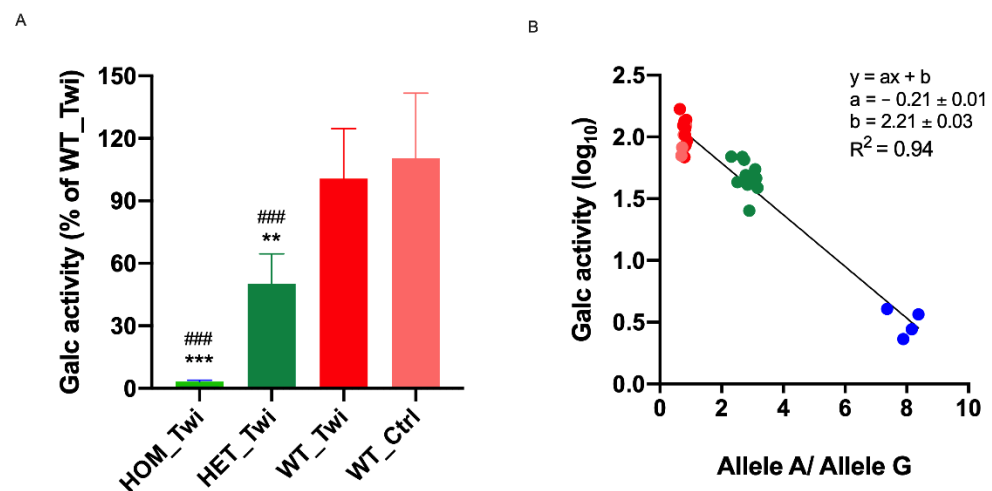 A
Galc activity (% of WT_Twi)
150
120
90
60
30
0
###
***
###
**
HOM_Twi
HET_Twi
WT_Twi
WT_Ctrl
B
Galc activity (log10)
2.5
2.0
1.5
1.0
0.5
0.0
0
2
4
6
8
10
Allele A/ Allele G
y = ax + b
a = − 0.21 ± 0.01
b = 2.21 ± 0.03
R² = 0.94